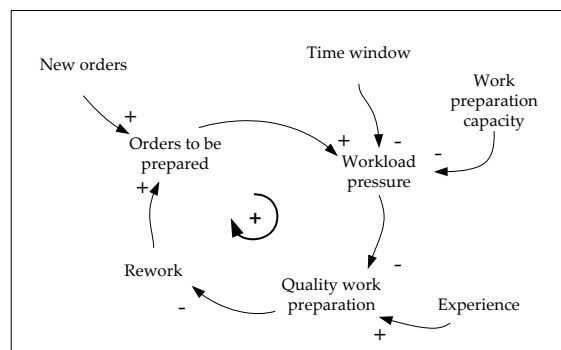 New orders
Time window
Work
preparation
capacity
+
Orders to be
prepared
+
-
-
Workload
pressure
+
+
Rework
-
Quality work
preparation
-
Experience
+